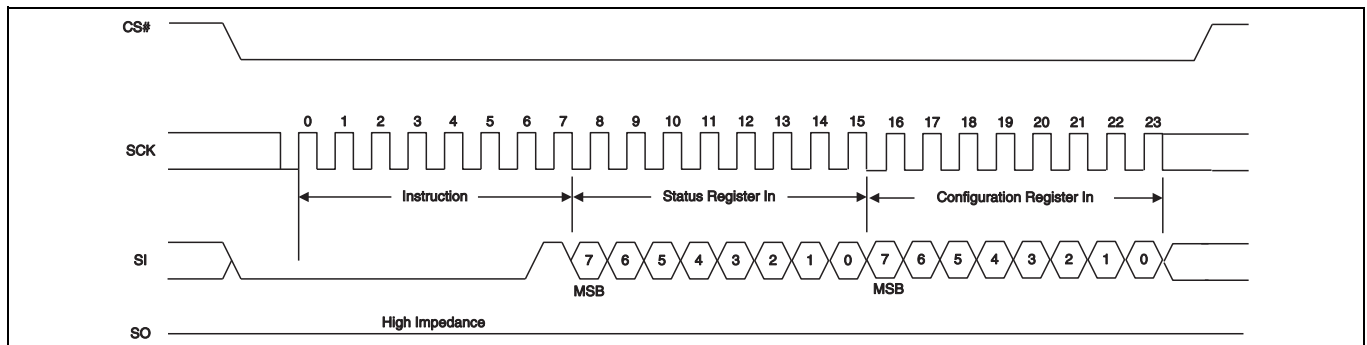 CS#
0 1 2 3 4 5 6 7 8 9 10 11 12 13 14 15 16 17 18 19 20 21 22 23
SCK
Instruction Status Register In Configuration Register In
SI 7 6 5 4 3 2 1 0 7 6 5 4 3 2 1 0
MSB MSB
High Impedance
SO